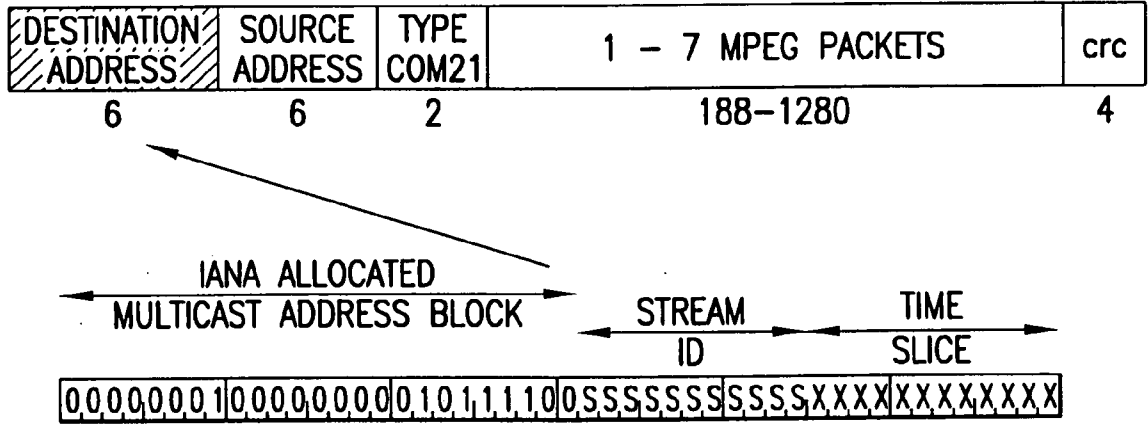 DESTINATION ADDRESS SOURCE ADDRESS TYPE COM21 1 – 7 MPEG PACKETS crc
6 6 2 188–1280 4
IANA ALLOCATED
MULTICAST ADDRESS BLOCK
STREAM
ID
TIME
SLICE
00000001 00000000 01011110 0SSSSSSS SSSSXXXX XXXXXXXX